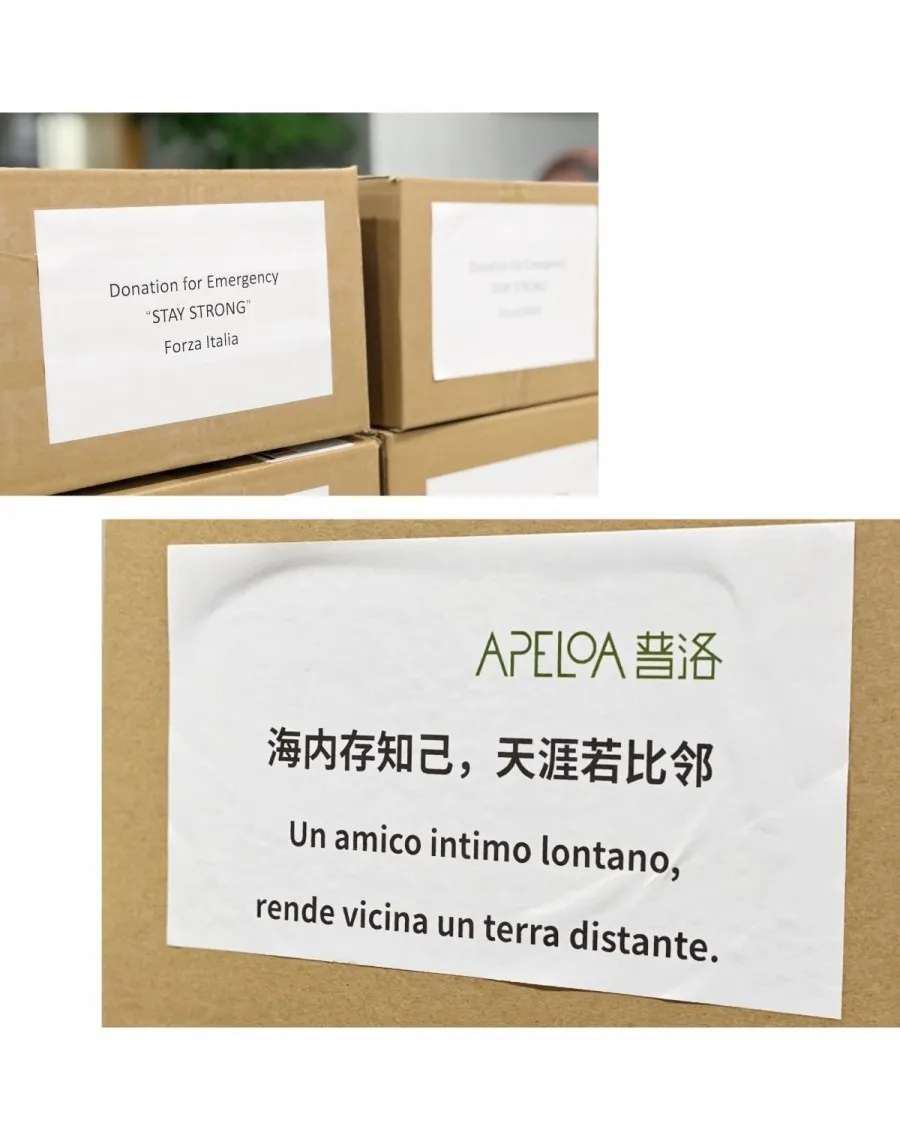 Donation for Emergency
“STAY STRONG”
Forza Italia
APELOA 普洛
海内存知己，天涯若比邻
Un amico intimo lontano,
rende vicina un terra distante.